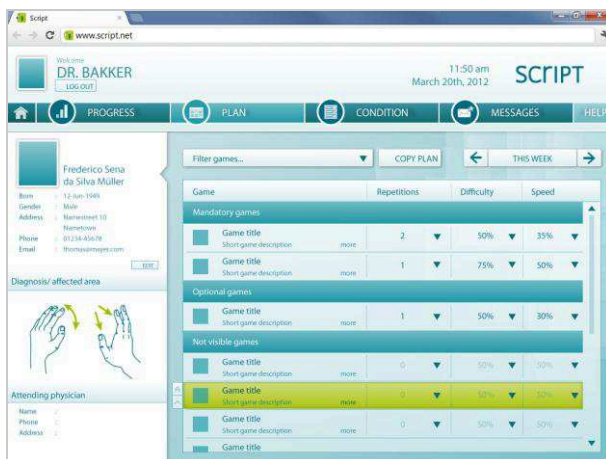 Script
www.script.net
Welcome
DR. BAKKER
LOG OUT
11:50 am
March 20th, 2012
SCRIPT
PROGRESS
PLAN
CONDITION
MESSAGES
HELP
Frederico Sena
da Silva Müller
Born : 12-Jun-1949
Gender : Male
Address : Namestreet 10
Nametown
Phone : 01234-45678
Email :
EDIT
Diagnosis/ affected area
Attending physician
Name :
Phone :
Address :
Filter games...
COPY PLAN
THIS WEEK
Game Repetitions Difficulty Speed
Mandatory games
Game title
Short game description more 2 50% 35%
Game title
Short game description more 1 75% 50%
Optional games
Game title
Short game description more 1 50% 30%
Not visible games
Game title
Short game description more 0 50% 50%
Game title
Short game description more 0 50% 50%
Game title
Short game description more 0 50% 50%
Game title